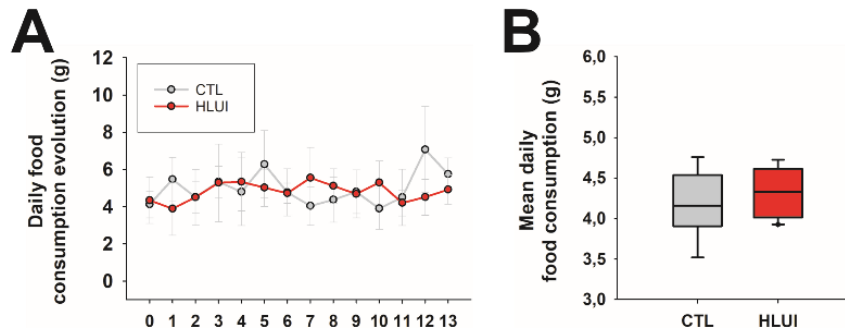 A
Daily food
consumption evolution (g)
12
10
8
6
4
2
0
CTL
HLUI
0 1 2 3 4 5 6 7 8 9 10 11 12 13
B
Mean daily
food consumption (g)
6,0
5,5
5,0
4,5
4,0
3,5
3,0
CTL HLUI